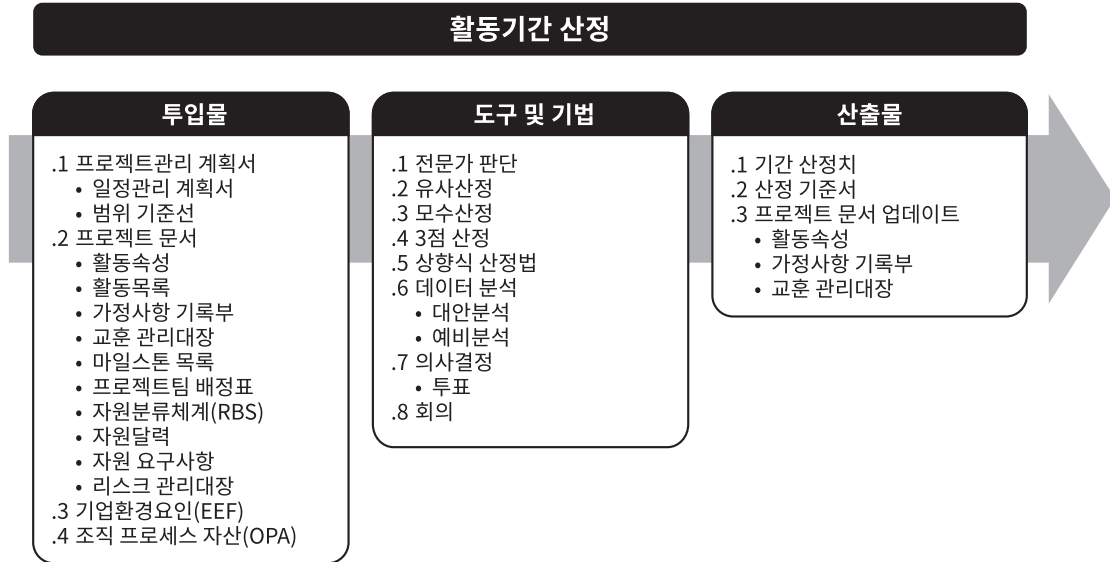 활동기간 산정
투입물
.1 프로젝트관리 계획서
• 일정관리 계획서
• 범위 기준선
.2 프로젝트 문서
• 활동속성
• 활동목록
• 가정사항 기록부
• 교훈 관리대장
• 마일스톤 목록
• 프로젝트팀 배정표
• 자원분류체계(RBS)
• 자원달력
• 자원 요구사항
• 리스크 관리대장
.3 기업환경요인(EEF)
.4 조직 프로세스 자산(OPA)
도구 및 기법
.1 전문가 판단
.2 유사산정
.3 모수산정
.4 3점 산정
.5 상향식 산정법
.6 데이터 분석
• 대안분석
• 예비분석
.7 의사결정
• 투표
.8 회의
산출물
.1 기간 산정치
.2 산정 기준서
.3 프로젝트 문서 업데이트
• 활동속성
• 가정사항 기록부
• 교훈 관리대장